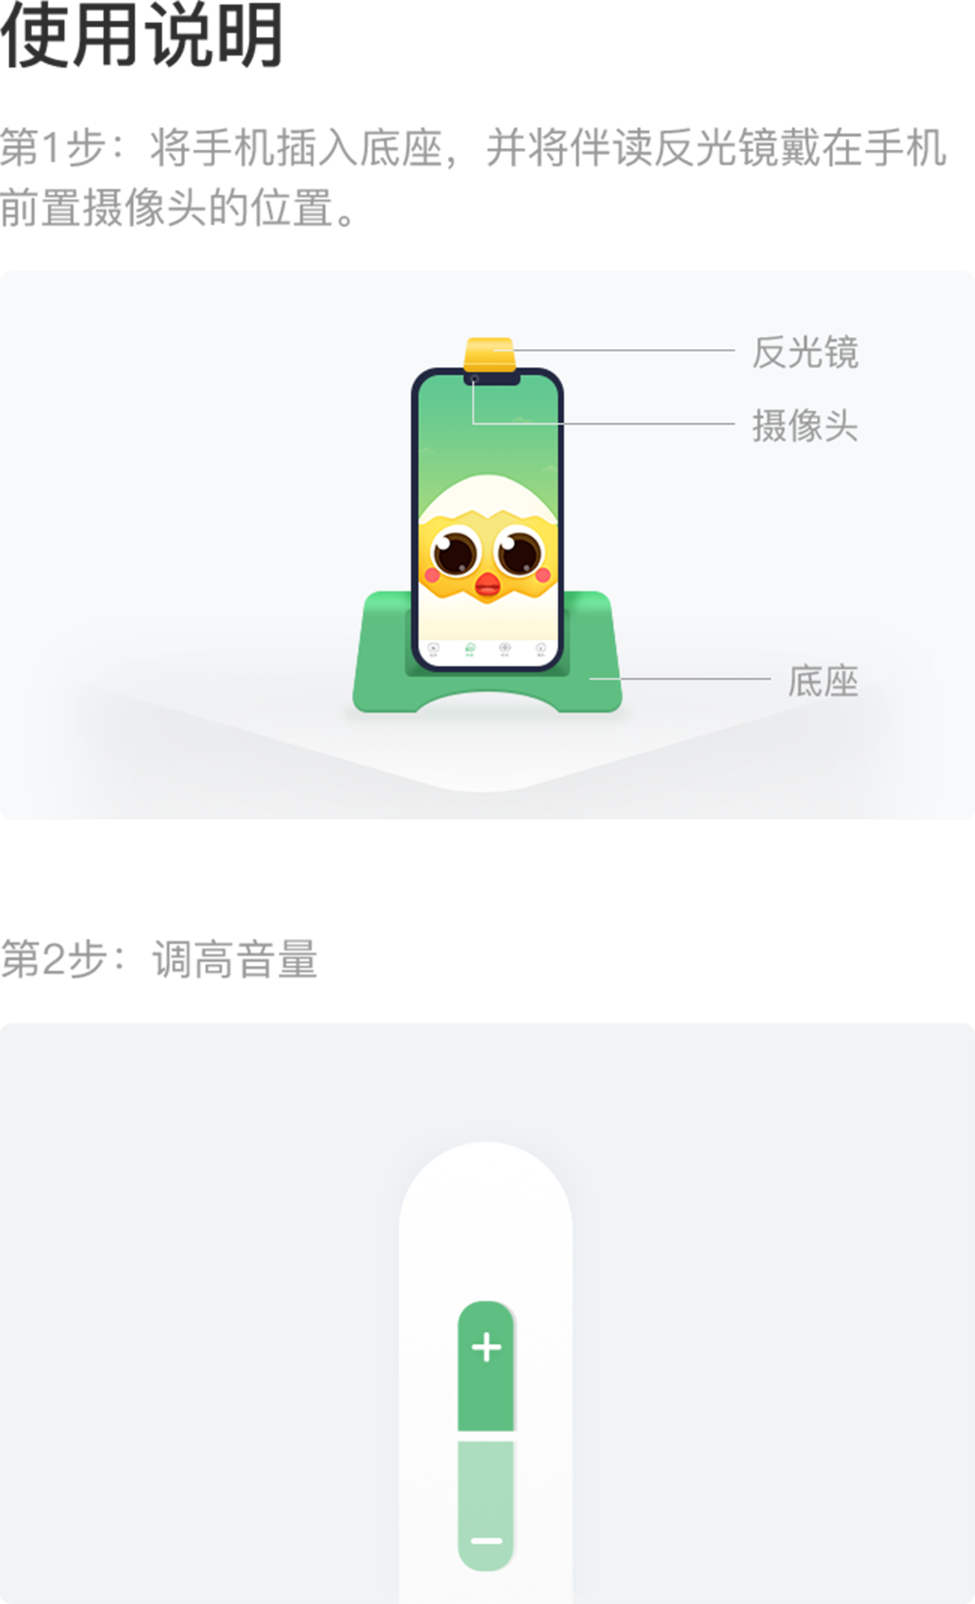 使用说明
第1步：将手机插入底座，并将伴读反光镜戴在手机
前置摄像头的位置。
反光镜
摄像头
底座
第2步：调高音量